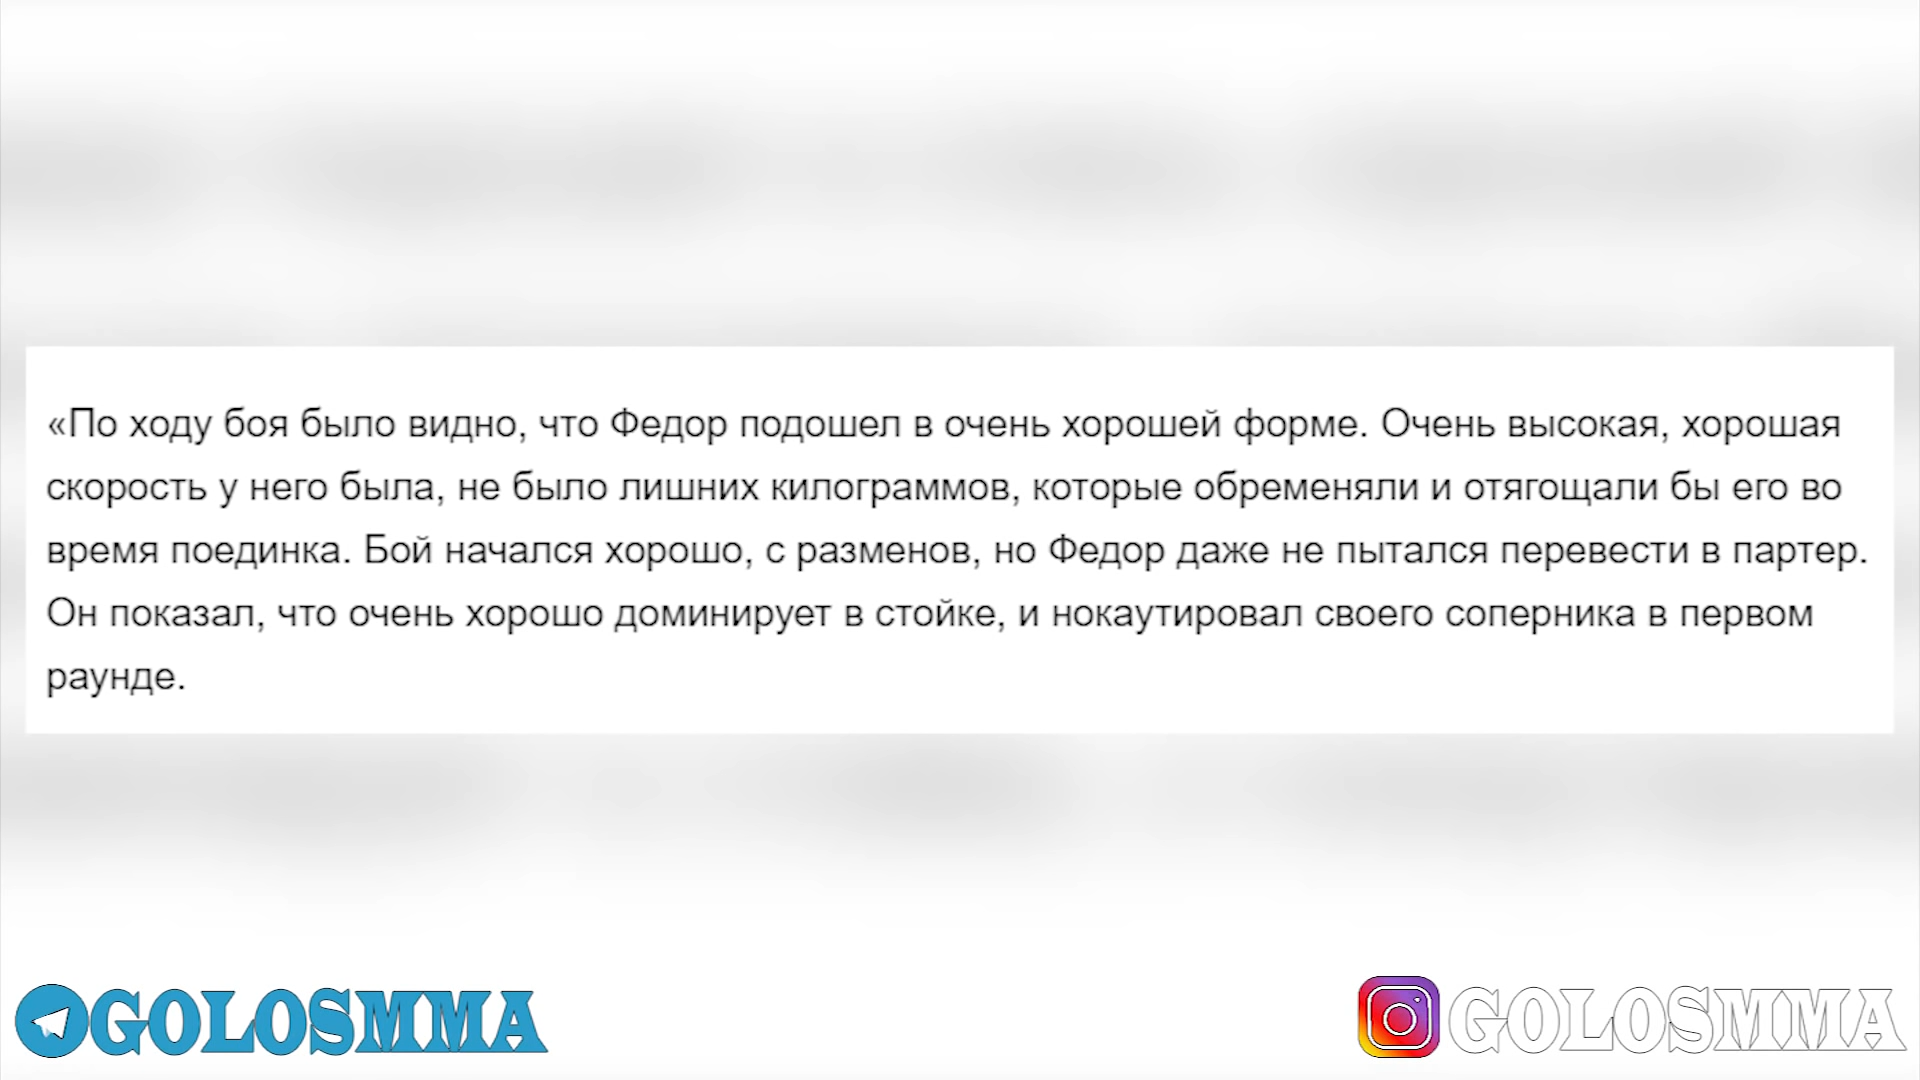 «По ходу боя было видно, что Федор подошел в очень хорошей форме. Очень высокая, хорошая
скорость у него была, не было лишних килограммов, которые обременяли и отягощали бы его во
время поединка. Бой начался хорошо, с разменов, но Федор даже не пытался перевести в партер.
Он показал, что очень хорошо доминирует в стойке, и нокаутировал своего соперника в первом
раунде.
GOLOSMMA
GOLOSMMA